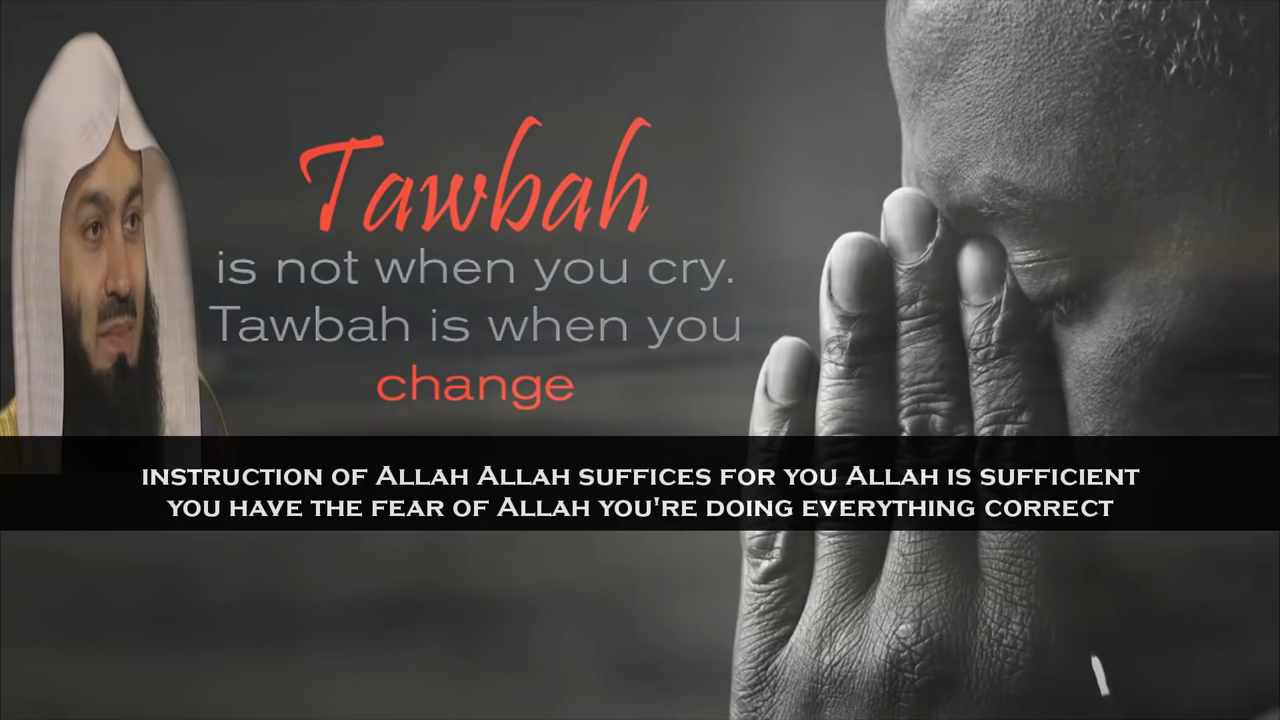 Tawbah
is not when you cry.
Tawbah is when you
change
INSTRUCTION OF ALLAH ALLAH SUFFICES FOR YOU ALLAH IS SUFFICIENT
YOU HAVE THE FEAR OF ALLAH YOU'RE DOING EVERYTHING CORRECT